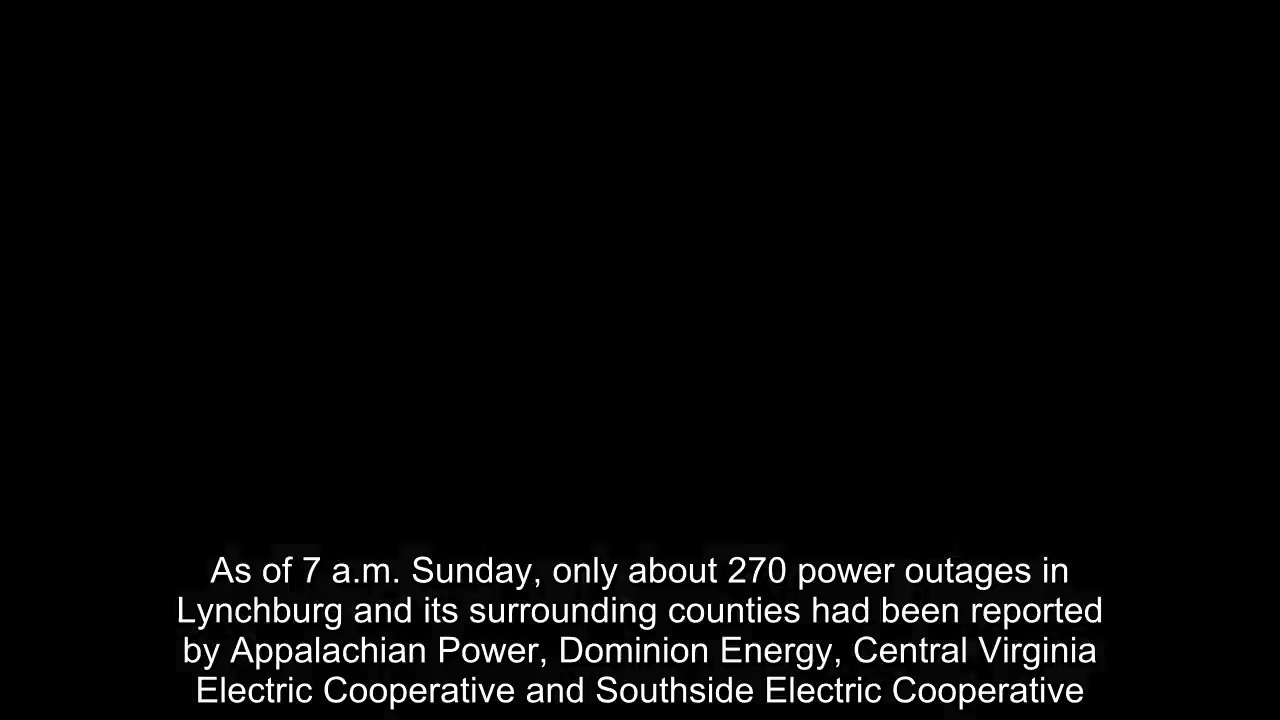 As of 7 a.m. Sunday, only about 270 power outages in
Lynchburg and its surrounding counties had been reported
by Appalachian Power, Dominion Energy, Central Virginia
Electric Cooperative and Southside Electric Cooperative